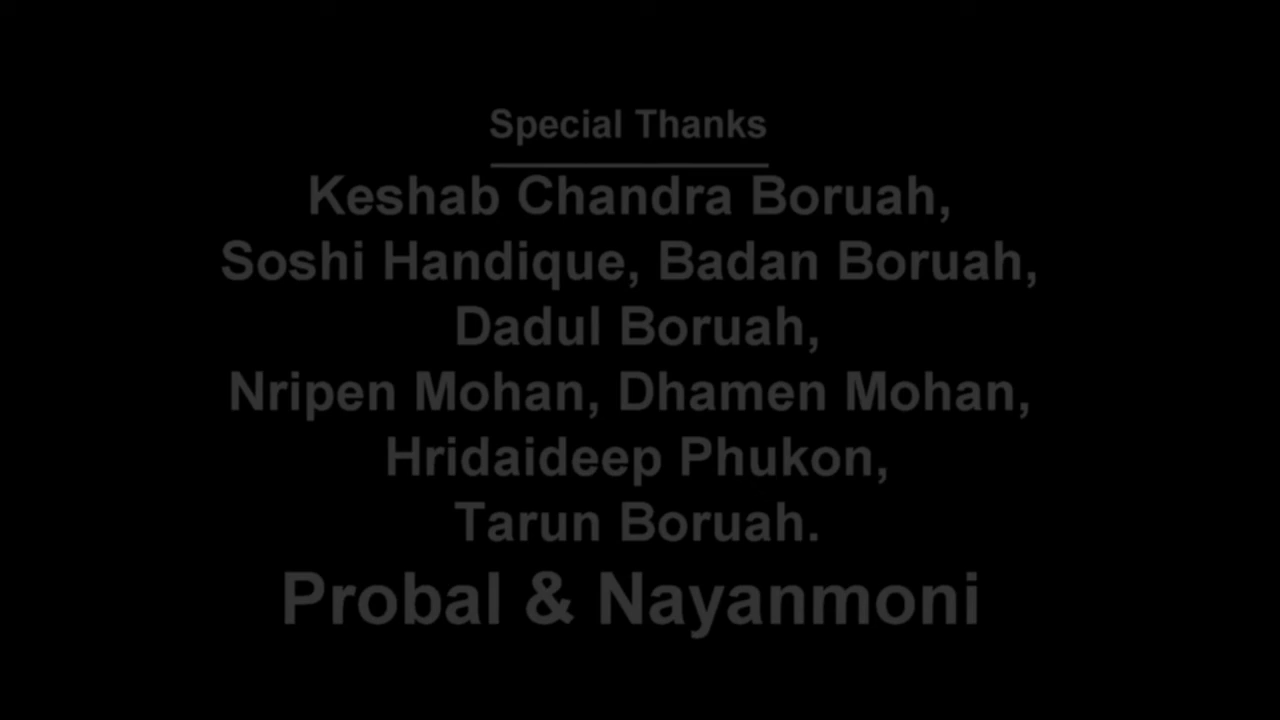 Special Thanks
Keshab Chandra Boruah,
Soshi Handique, Badan Boruah,
Dadul Boruah,
Nripen Mohan, Dhamen Mohan,
Hridaideep Phukon,
Tarun Boruah.
Probal & Nayanmoni